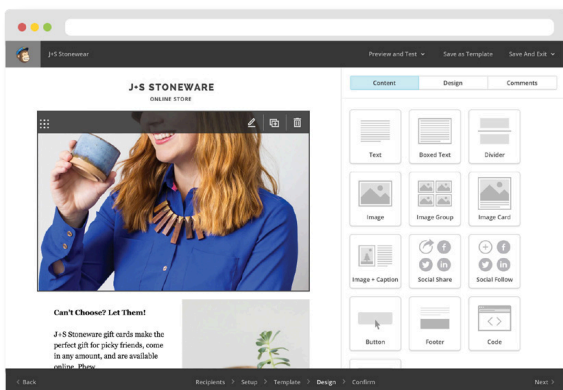 J+S Stonewear
Preview and Test
Save as Template
Save And Exit
J+S STONEWARE
ONLINE STORE
Content
Design
Comments
Text
Boxed Text
Divider
Image
Image Group
Image Card
Image + Caption
Social Share
Social Follow
Button
Footer
Code
Can't Choose? Let Them!
J+S Stoneware gift cards make the
perfect gift for picky friends, come
in any amount, and are available
online. Phew.
< Back
Recipients > Setup > Template > Design > Confirm
Next >